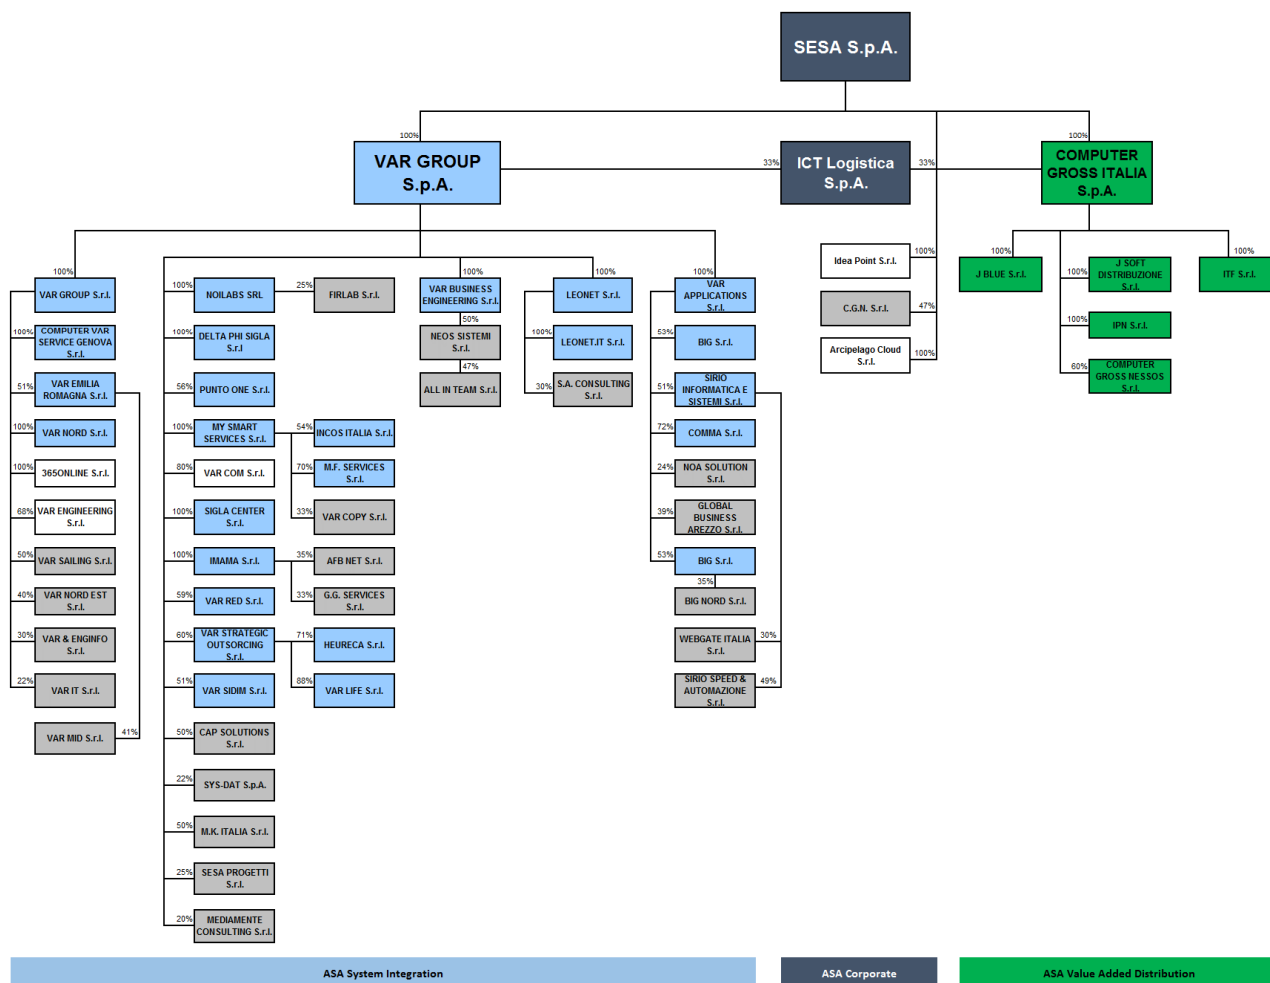 SESA S.p.A.
100%
100%
VAR GROUP
S.p.A.
33%
ICT Logistica
S.p.A.
33%
COMPUTER
GROSS ITALIA
S.p.A.
Idea Point S.r.l.
100%
C.G.N. S.r.l.
47%
Arcipelago Cloud
S.r.l.
100%
100%
J BLUE S.r.l.
100%
J SOFT
DISTRIBUZIONE S.r.l.
100%
IPN S.r.l.
60%
COMPUTER
GROSS NESSOS
S.r.l.
100%
ITF S.r.l.
100%
VAR GROUP S.r.l.
100%
COMPUTER VAR
SERVICE GENOVA
S.r.l.
51%
VAR EMILIA
ROMAGNA S.r.l.
100%
VAR NORD S.r.l.
100%
365ONLINE S.r.l.
68%
VAR ENGINEERING
S.r.l.
50%
VAR SAILING S.r.l.
40%
VAR NORD EST
S.r.l.
30%
VAR & ENGINFO
S.r.l.
22%
VAR IT S.r.l.
VAR MID S.r.l.
41%
100%
NOILABS SRL
25%
FIRLAB S.r.l.
100%
DELTA PHI SIGLA
S.r.l
56%
PUNTO ONE S.r.l.
100%
MY SMART
SERVICES S.r.l.
54%
INCOS ITALIA S.r.l.
70%
M.F. SERVICES
S.r.l.
33%
VAR COPY S.r.l.
80%
VAR COM S.r.l.
100%
SIGLA CENTER
S.r.l.
100%
IMAMA S.r.l.
35%
AFB NET S.r.l.
33%
G.G. SERVICES
S.r.l.
59%
VAR RED S.r.l.
60%
VAR STRATEGIC
OUTSORCING
S.r.l.
71%
HEURECA S.r.l.
88%
VAR LIFE S.r.l.
51%
VAR SIDIM S.r.l.
50%
CAP SOLUTIONS
S.r.l.
22%
SYS-DAT S.p.A.
50%
M.K. ITALIA S.r.l.
25%
SESA PROGETTI
S.r.l.
20%
MEDIAMENTE
CONSULTING S.r.l.
100%
VAR BUSINESS
ENGINEERING S.r.l.
50%
NEOS SISTEMI
S.r.l.
47%
ALL IN TEAM S.r.l.
100%
LEONET S.r.l.
100%
LEONET.IT S.r.l.
30%
S.A. CONSULTING
S.r.l.
100%
VAR
APPLICATIONS S.r.l.
53%
BIG S.r.l.
51%
SIRIO
INFORMATICA E
SISTEMI S.r.l.
72%
COMMA S.r.l.
24%
NOA SOLUTION
S.r.l.
39%
GLOBAL
BUSINESS
AREZZO S.r.l.
53%
BIG S.r.l.
35%
BIG NORD S.r.l.
WEBGATE ITALIA
S.r.l.
30%
SIRIO SPEED &
AUTOMAZIONE
S.r.l.
49%
ASA System Integration
ASA Corporate
ASA Value Added Distribution